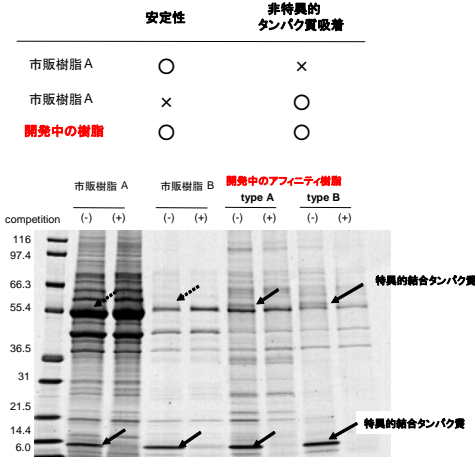 安定性 非特異的
タンパク質吸着
市販樹脂A ○ ×
市販樹脂A × ○
開発中の樹脂 ○ ○
市販樹脂 A 市販樹脂 B 開発中のアフィニティ樹脂
type A type B
competition (-) (+) (-) (+) (-) (+) (-) (+)
116
97.4
66.3
特異的結合タンパク質
55.4
36.5
31
21.5
特異的結合タンパク質
14.4
6.0